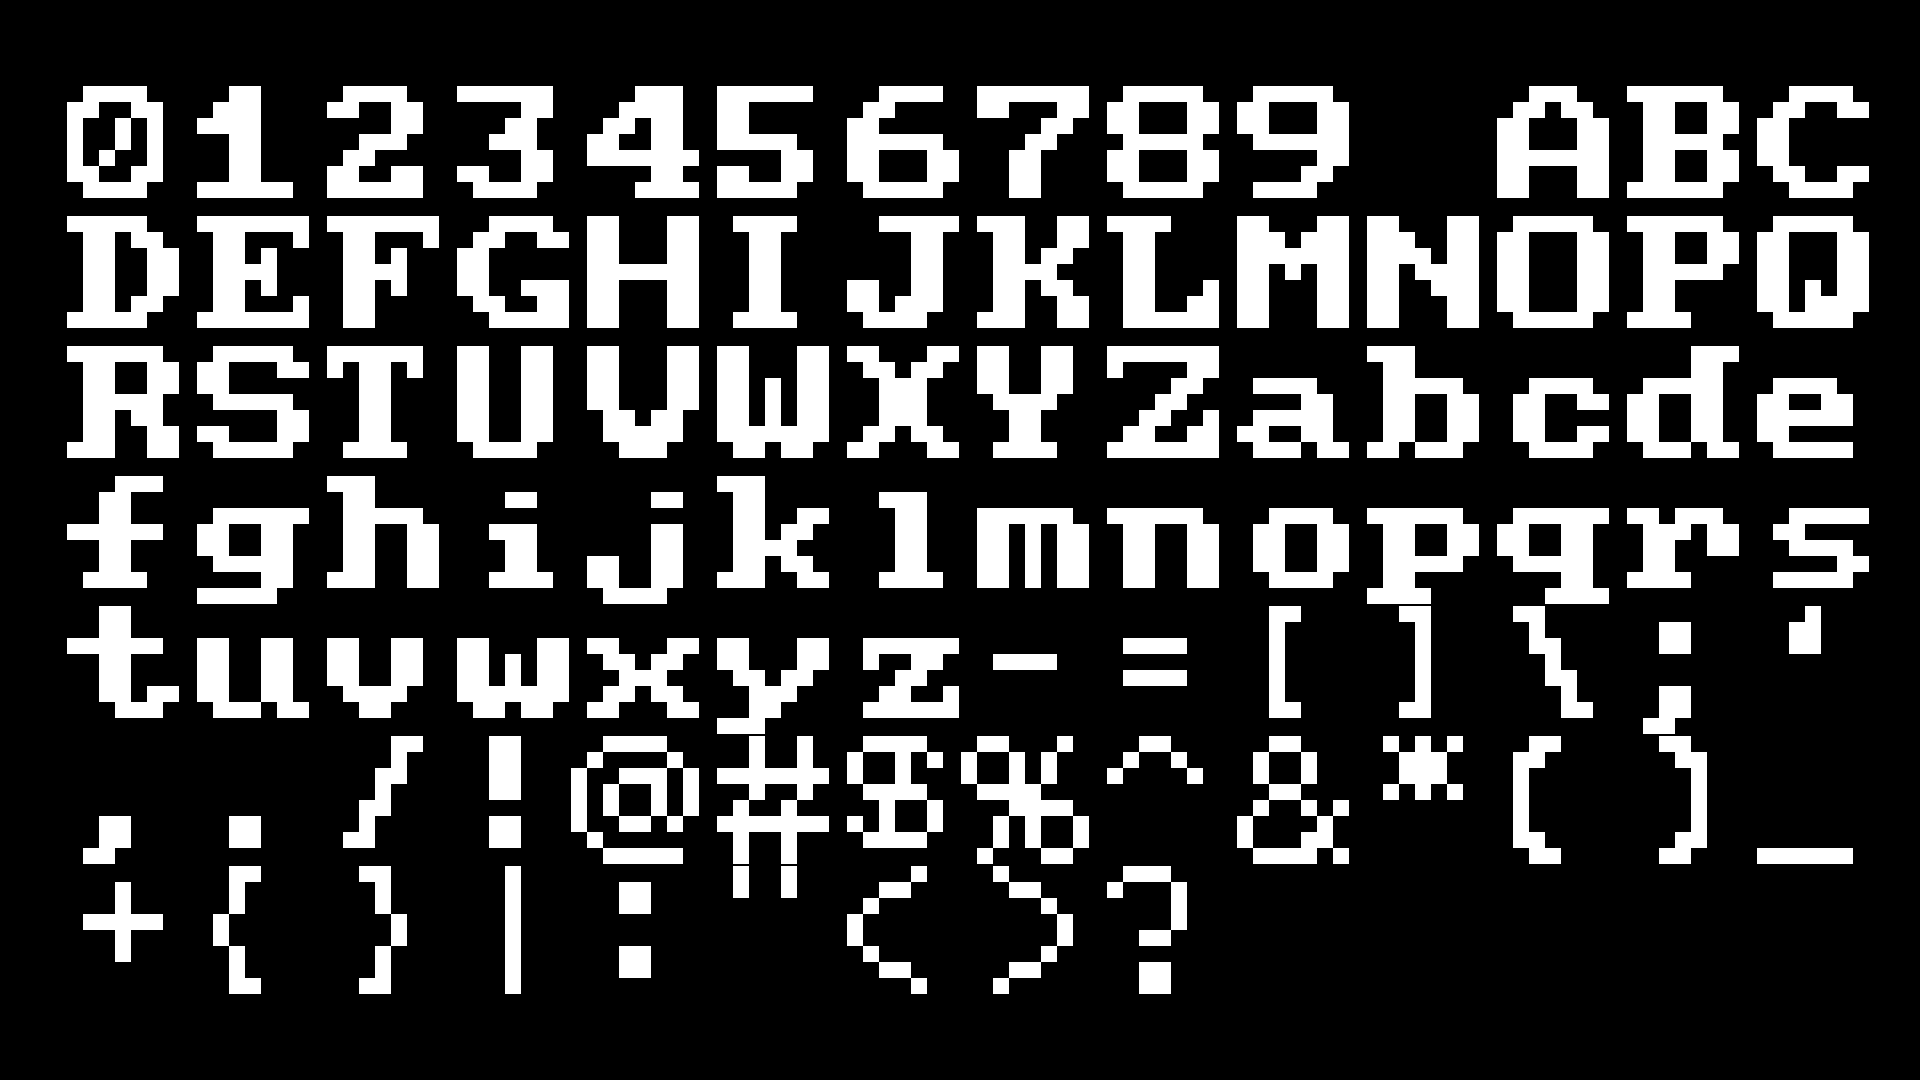 0123456789 ABC
DEFGHIJKLMNOPQ
RSTUVWXYZabcde
fghijklmnopqrs
tuvwxyz-=[]\;'
,./!@#$%^&*()_
+{}|:"<>?